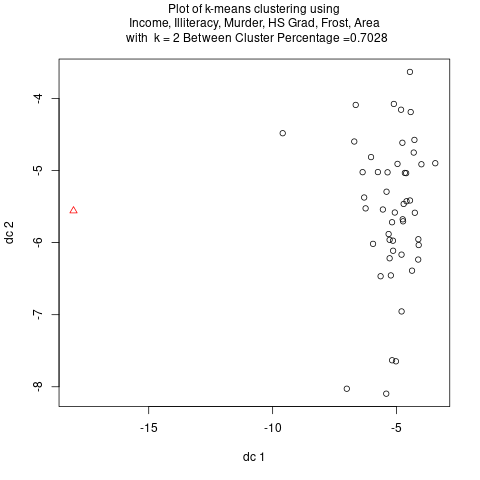 Plot of k-means clustering using
Income, Illiteracy, Murder, HS Grad, Frost, Area
with k = 2 Between Cluster Percentage =0.7028
-4
-5
-6
-7
-8
dc 2
-15 -10 -5
dc 1